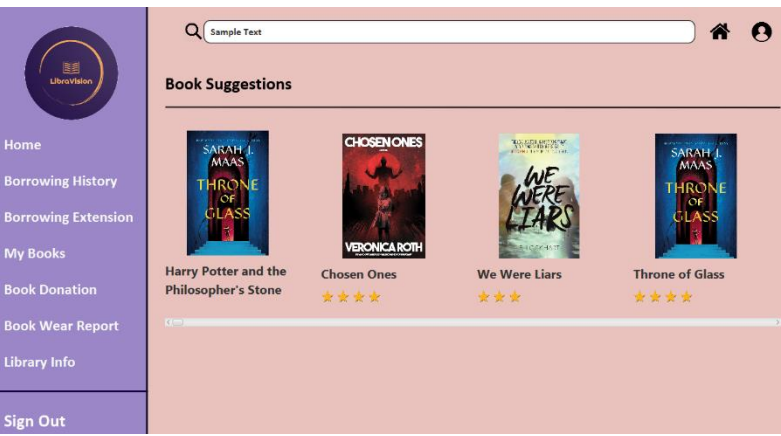 LibraVision
Home
Borrowing History
Borrowing Extension
My Books
Book Donation
Book Wear Report
Library Info
Sign Out
Sample Text
Book Suggestions
SARAH J.
MAAS
THRONE
OF
GLASS
Harry Potter and the
Philosopher's Stone
CHOSEN ONES
VERONICA ROTH
Chosen Ones
WE
WERE
LIARS
We Were Liars
SARAH J.
MAAS
THRONE
OF
GLASS
Throne of Glass